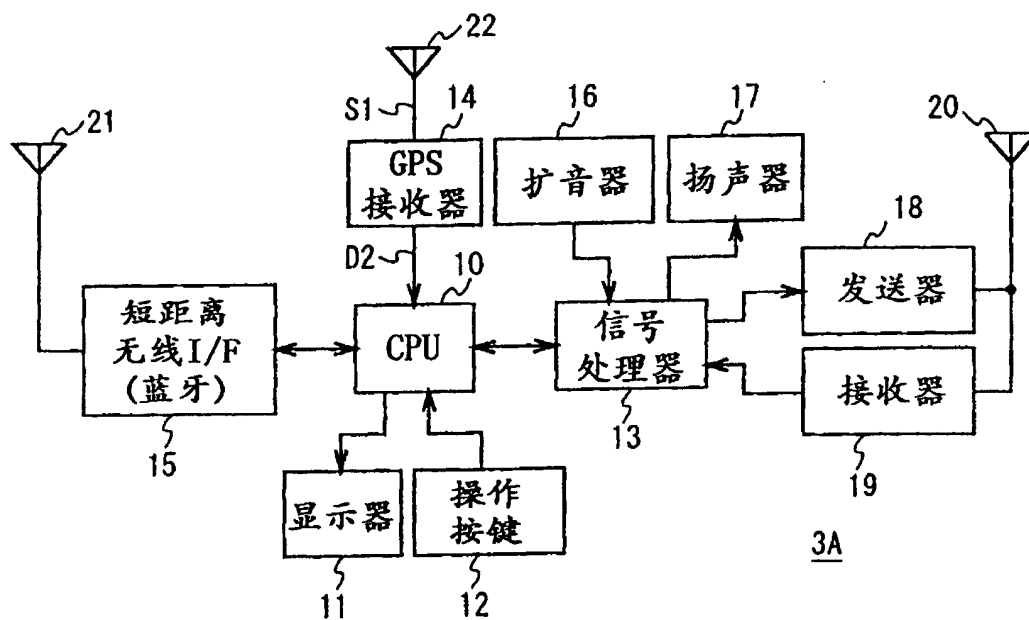 22
S1
14
16
17
20
21
GPS
接收器
扩音器
扬声器
18
D2
10
发送器
短距离
无线I/F
(蓝牙)
CPU
信号
处理器
接收器
15
13
19
显示器
操作
按键
3A
11
12